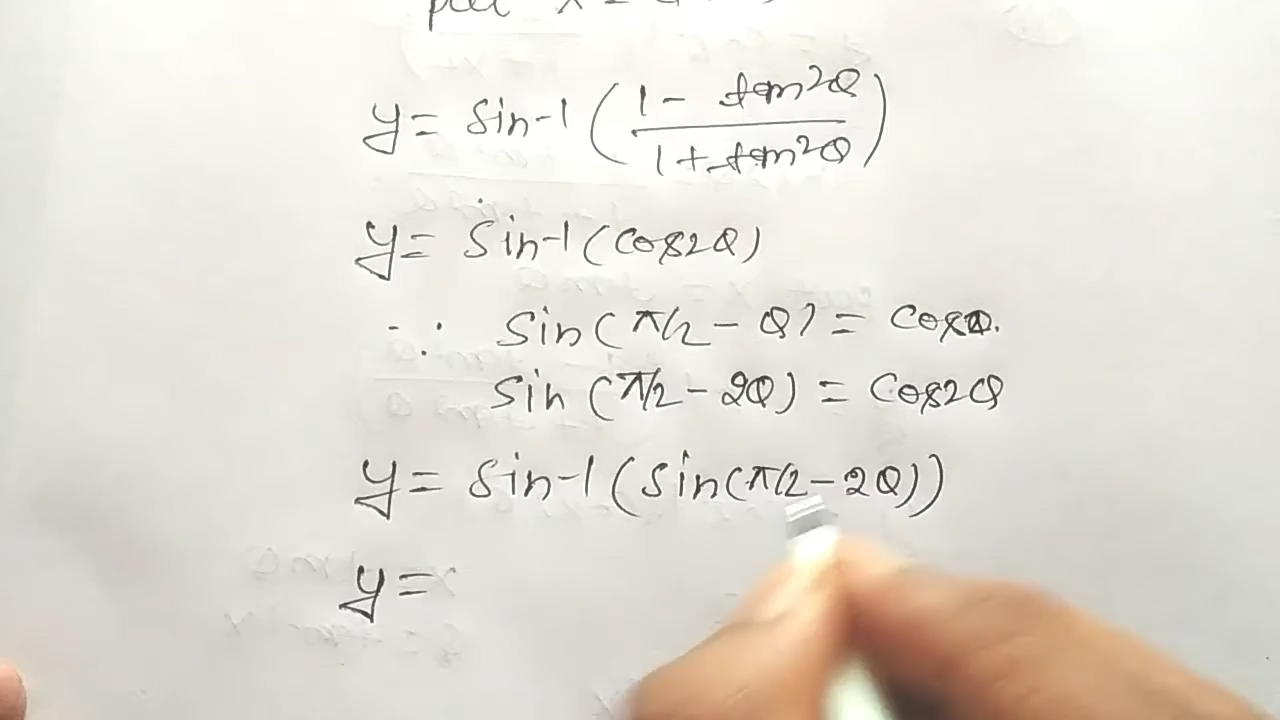 put x =
y = sin-1 (1 - tan2θ / 1 + tan2θ)
y = sin-1 (cos2θ)
∵ sin(π/2 - θ) = cosθ.
sin (π/2 - 2θ) = cos2θ
y = sin-1 (sin(π/2 - 2θ))
y =